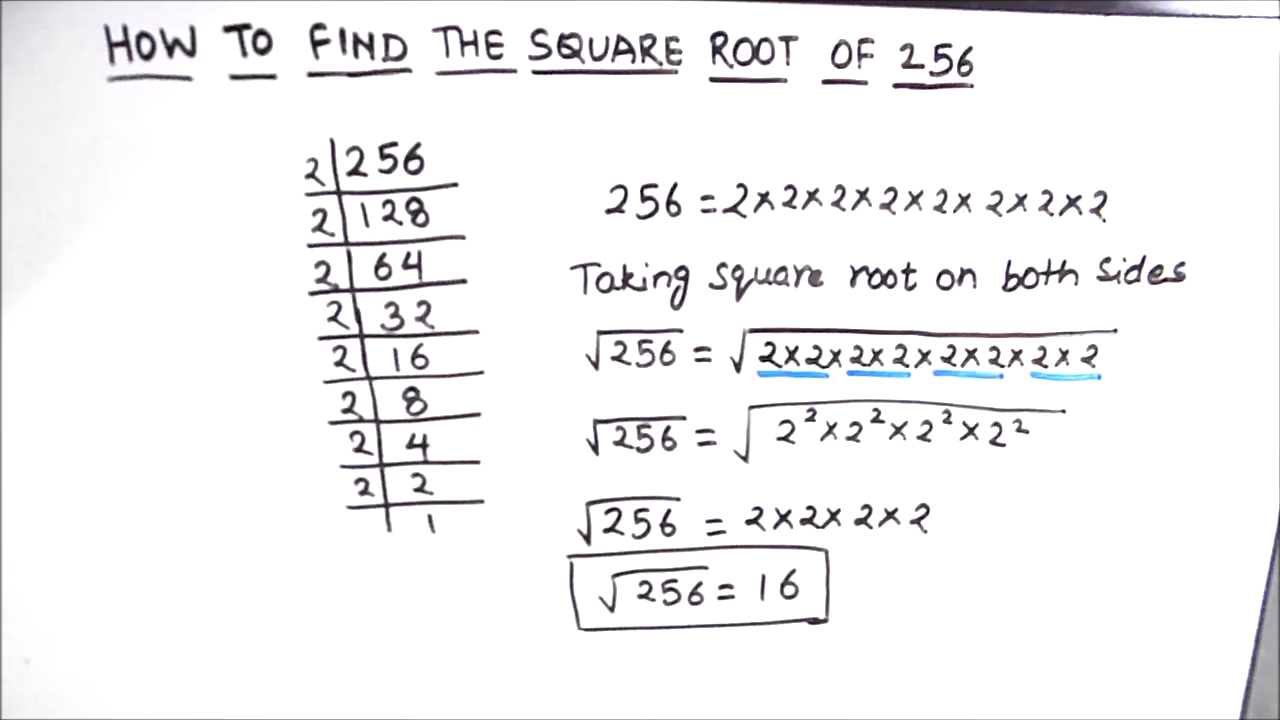 HOW TO FIND THE SQUARE ROOT OF 256
2 256
2 128
2 64
2 32
2 16
2 8
2 4
2 2
1
256 = 2×2×2×2×2×2×2×2
Taking square root on both sides
√256 = √2×2×2×2×2×2×2×2
√256 = √2²×2²×2²×2²
√256 = 2×2×2×2
√256 = 16